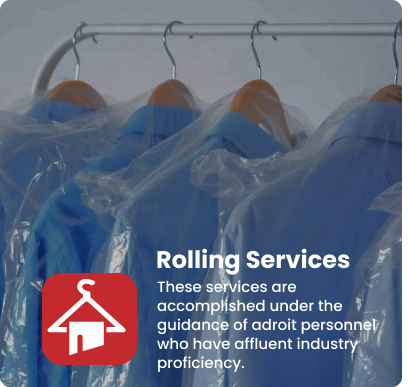 Rolling Services
These services are
accomplished under the
guidance of adroit personnel
who have affluent industry
proficiency.